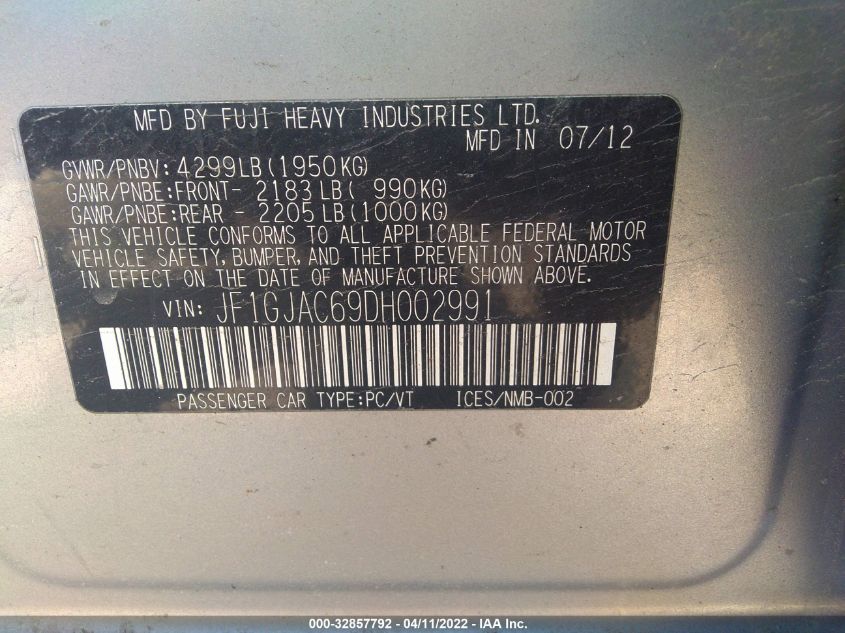 MFD BY FUJI HEAVY INDUSTRIES LTD.
MFD IN 07/12
GVWR/PNBV: 4299LB (1950KG)
GAWR/PNBE:FRONT- 2183LB ( 990KG)
GAWR/PNBE:REAR - 2205LB (1000KG)
THIS VEHICLE CONFORMS TO ALL APPLICABLE FEDERAL MOTOR
VEHICLE SAFETY, BUMPER, AND THEFT PREVENTION STANDARDS
IN EFFECT ON THE DATE OF MANUFACTURE SHOWN ABOVE.
VIN: JF1GJAC69DH002991
PASSENGER CAR TYPE:PC/VT ICES/NMB-002
000-32857792 - 04/11/2022 - © IAA Inc.